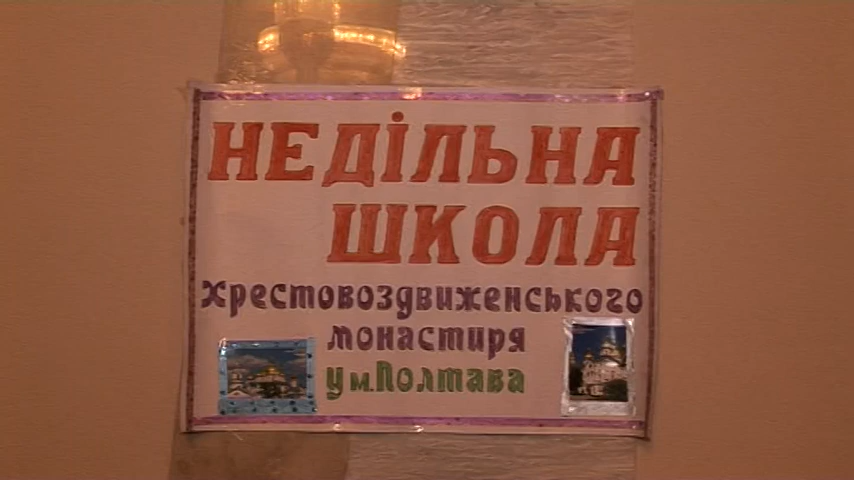 НЕДІЛЬНА
ШКОЛА
Хрестовоздвиженського
монастиря
у м.Полтава